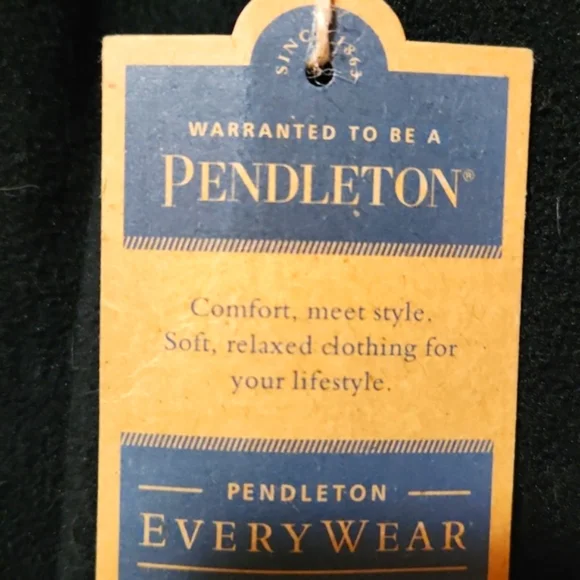 SINCE 1863
WARRANTED TO BE A
PENDLETON®
Comfort, meet style.
Soft, relaxed clothing for
your lifestyle.
PENDLETON
EVERYWEAR